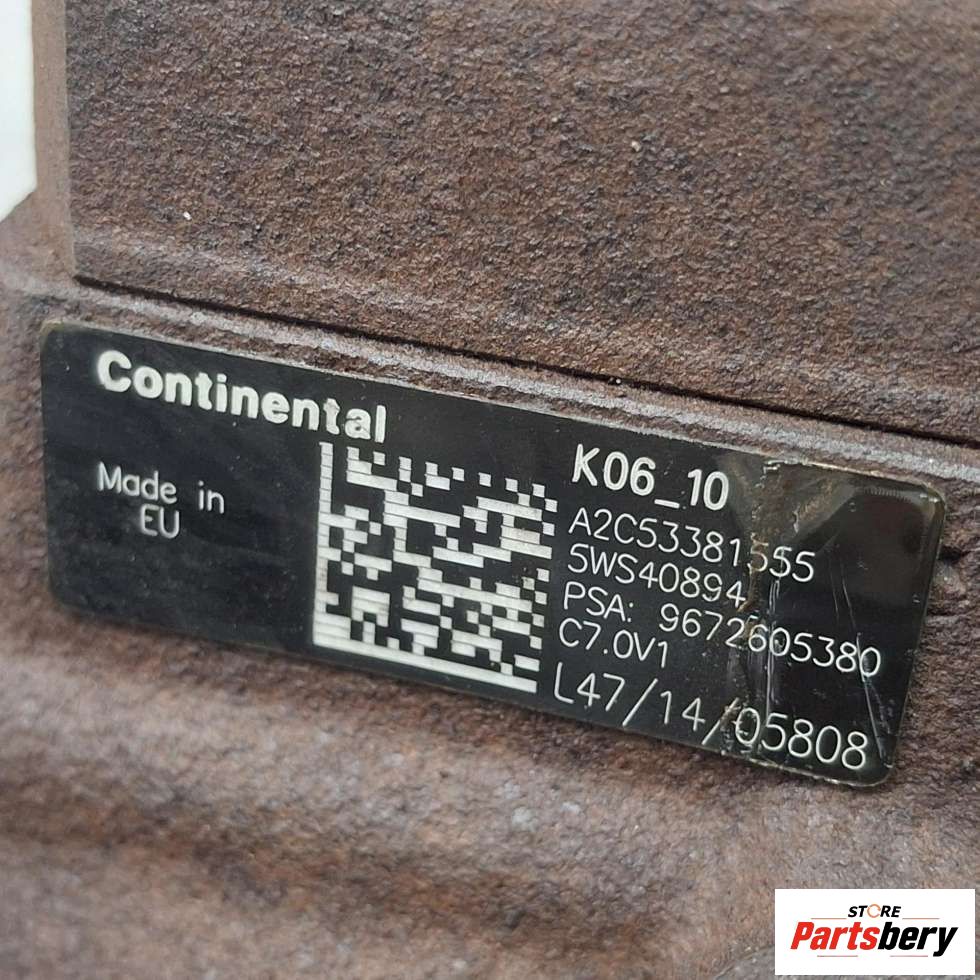 Continental
Made in
EU
K06_10
A2C53381555
5WS40894
PSA: 9672605380
C7.0V1
L47/14/05808
STORE
Partsbery